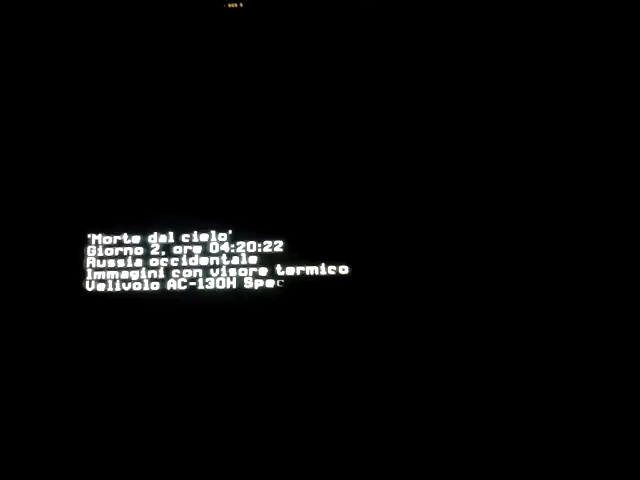 'Morte dal cielo'
Giorno 2, ore 04:20:22
Russia occidentale
Immagini con visore termico
Velivolo AC-130H Spec